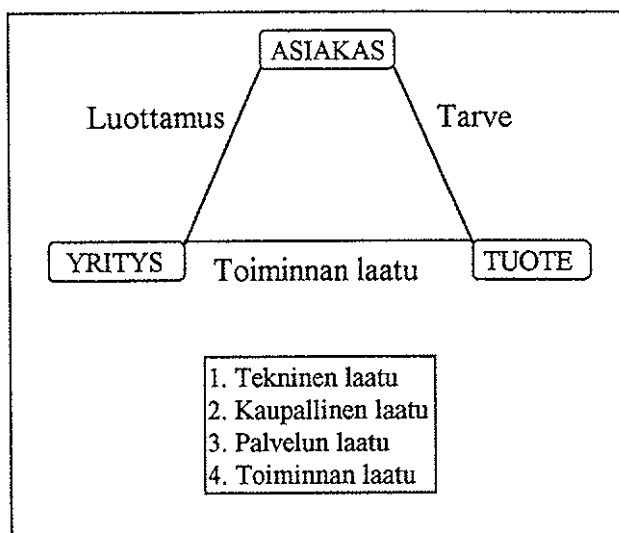 ASIAKAS
Luottamus
Tarve
YRITYS
Toiminnan laatu
TUOTE
1. Tekninen laatu
2. Kaupallinen laatu
3. Palvelun laatu
4. Toiminnan laatu